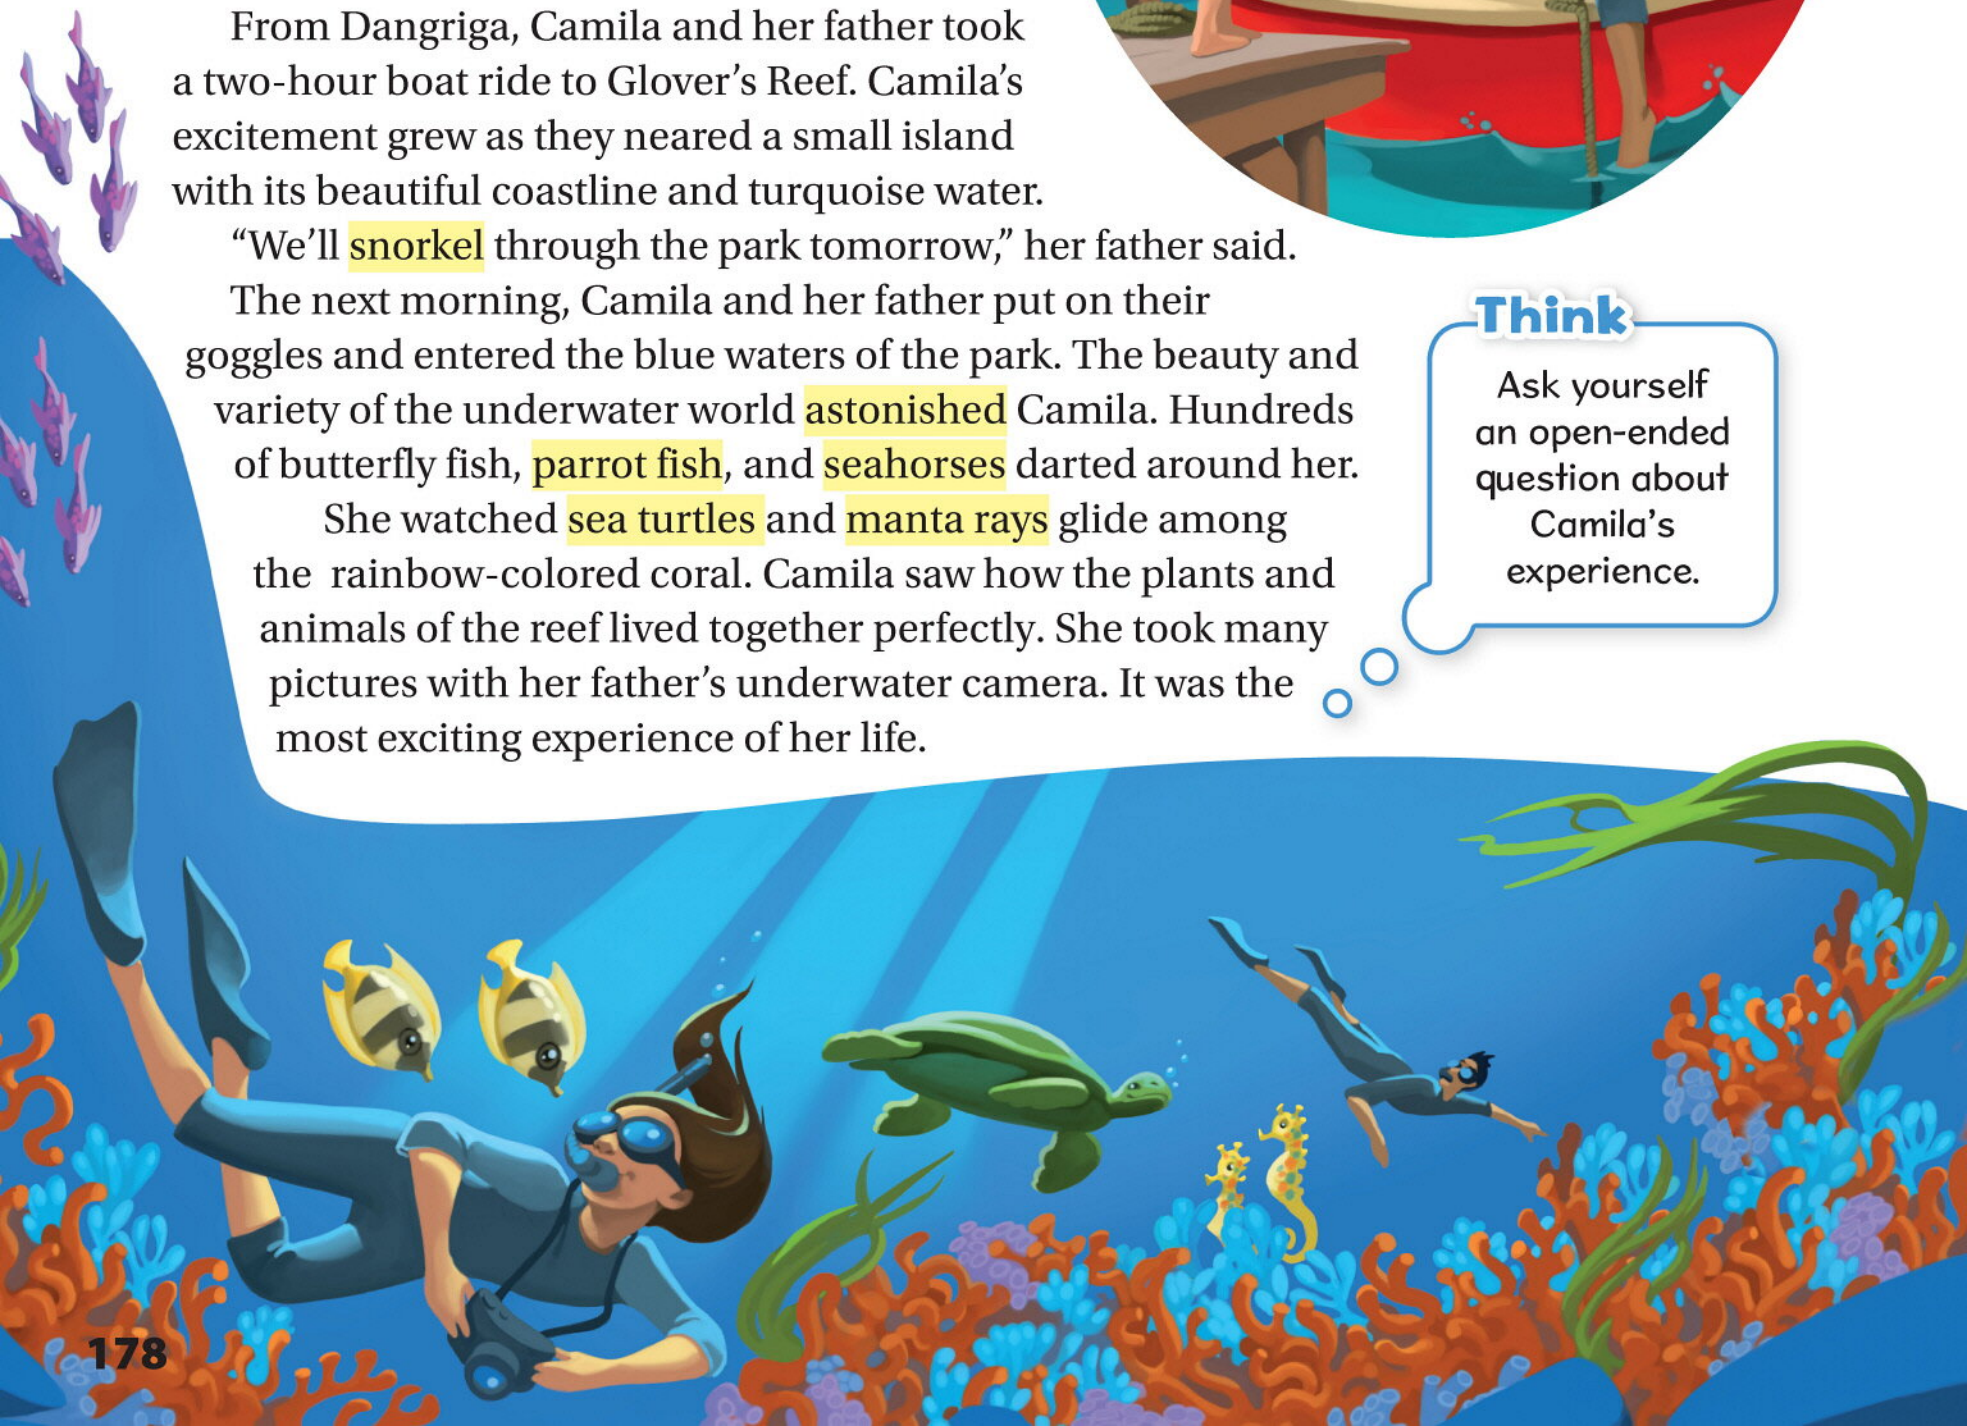 From Dangriga, Camila and her father took
a two-hour boat ride to Glover’s Reef. Camila’s
excitement grew as they neared a small island
with its beautiful coastline and turquoise water.
“We’ll snorkel through the park tomorrow,” her father said.
The next morning, Camila and her father put on their
goggles and entered the blue waters of the park. The beauty and
variety of the underwater world astonished Camila. Hundreds
of butterfly fish, parrot fish, and seahorses darted around her.
She watched sea turtles and manta rays glide among
the rainbow-colored coral. Camila saw how the plants and
animals of the reef lived together perfectly. She took many
pictures with her father’s underwater camera. It was the
most exciting experience of her life.
Think
Ask yourself
an open-ended
question about
Camila’s
experience.
178